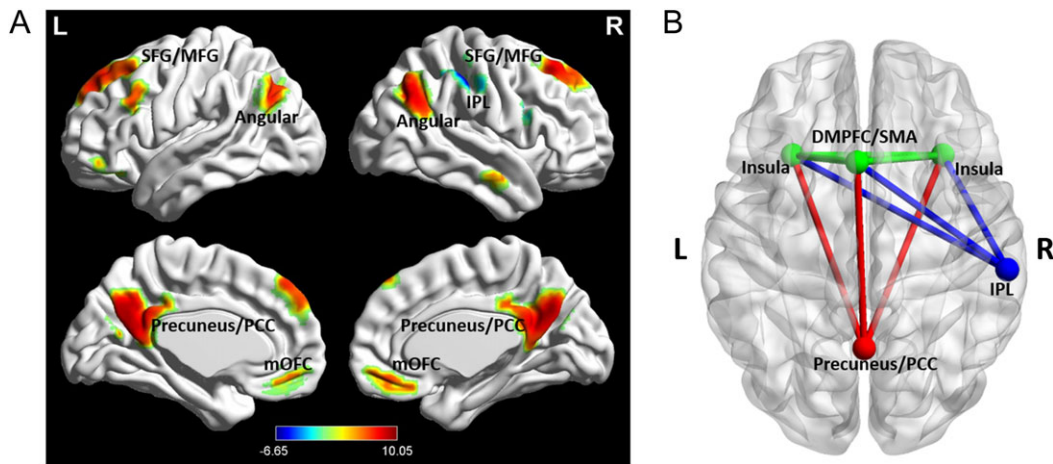 A
L
R
SFG/MFG
SFG/MFG
IPL
Angular
Angular
Precuneus/PCC
Precuneus/PCC
mOFC
mOFC
-6.65
10.05
B
DMPFC/SMA
Insula
Insula
L
R
IPL
Precuneus/PCC